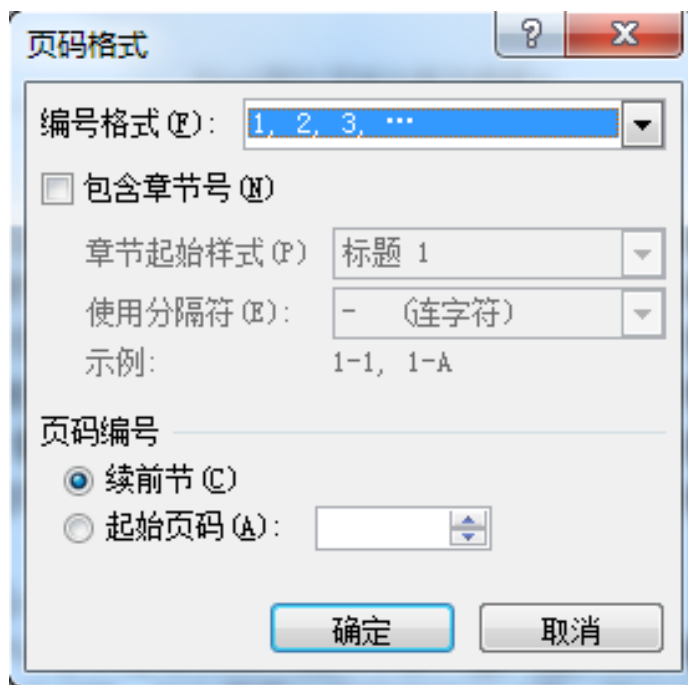 页码格式
编号格式(F): 1, 2, 3, …
包含章节号(N)
章节起始样式(P) 标题 1
使用分隔符(E): - (连字符)
示例: 1-1, 1-A
页码编号
续前节(C)
起始页码(A):
确定 取消